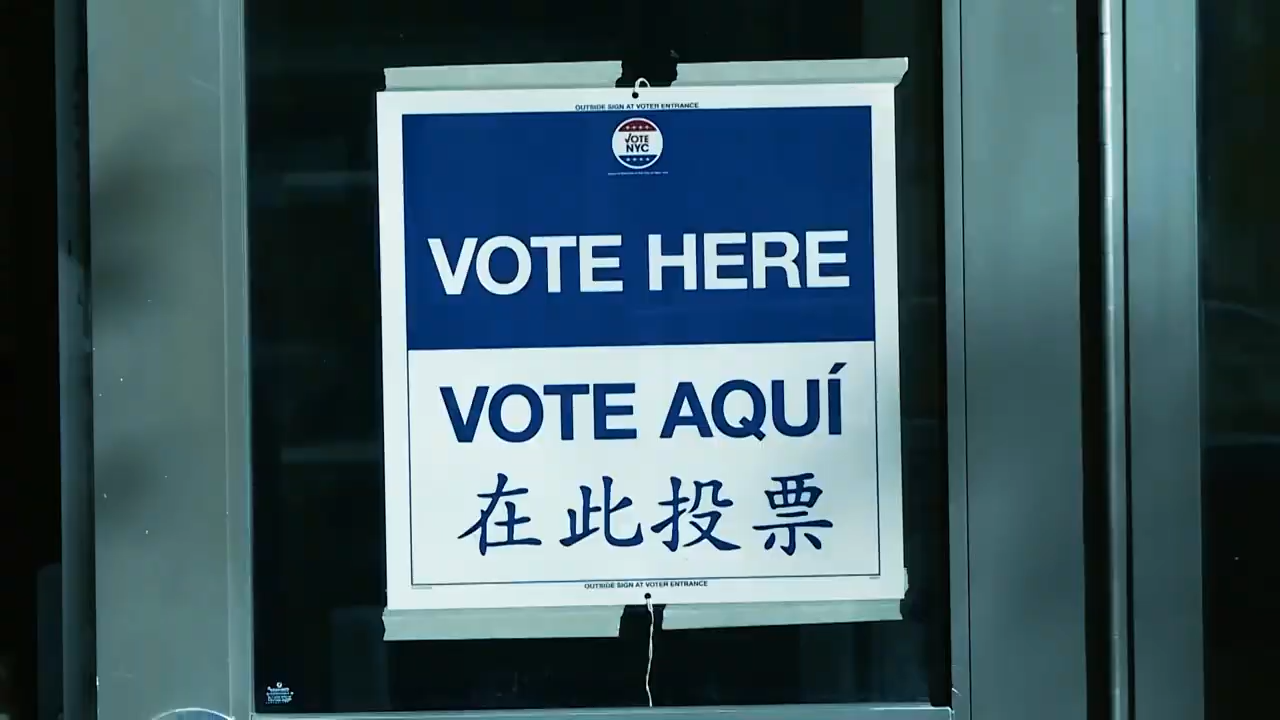 OUTSIDE SIGN AT VOTER ENTRANCE
VOTE
NYC
VOTE HERE
VOTE AQUÍ
在此投票
OUTSIDE SIGN AT VOTER ENTRANCE